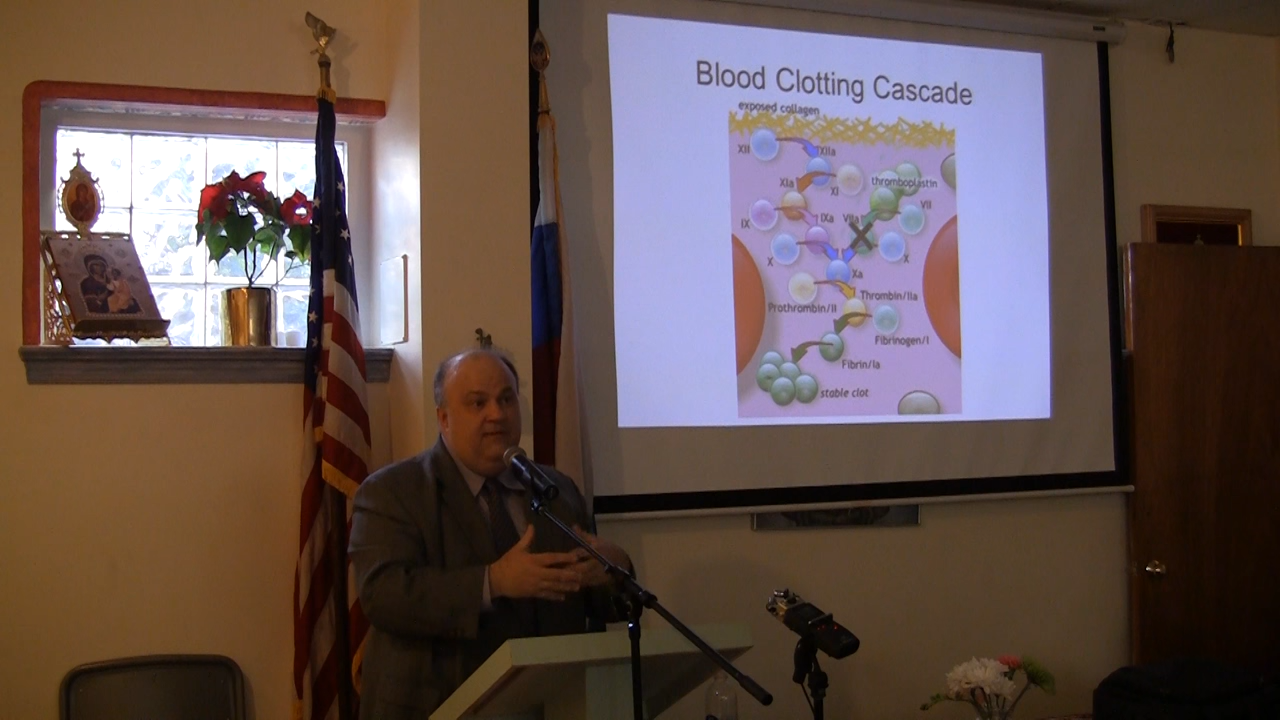 Blood Clotting Cascade
exposed collagen
XII
XIIa
XIa
XI
thromboplastin
IX
IXa
VIIa
VII
X
X
Xa
Prothrombin/II
Thrombin/IIa
Fibrinogen/I
Fibrin/Ia
stable clot